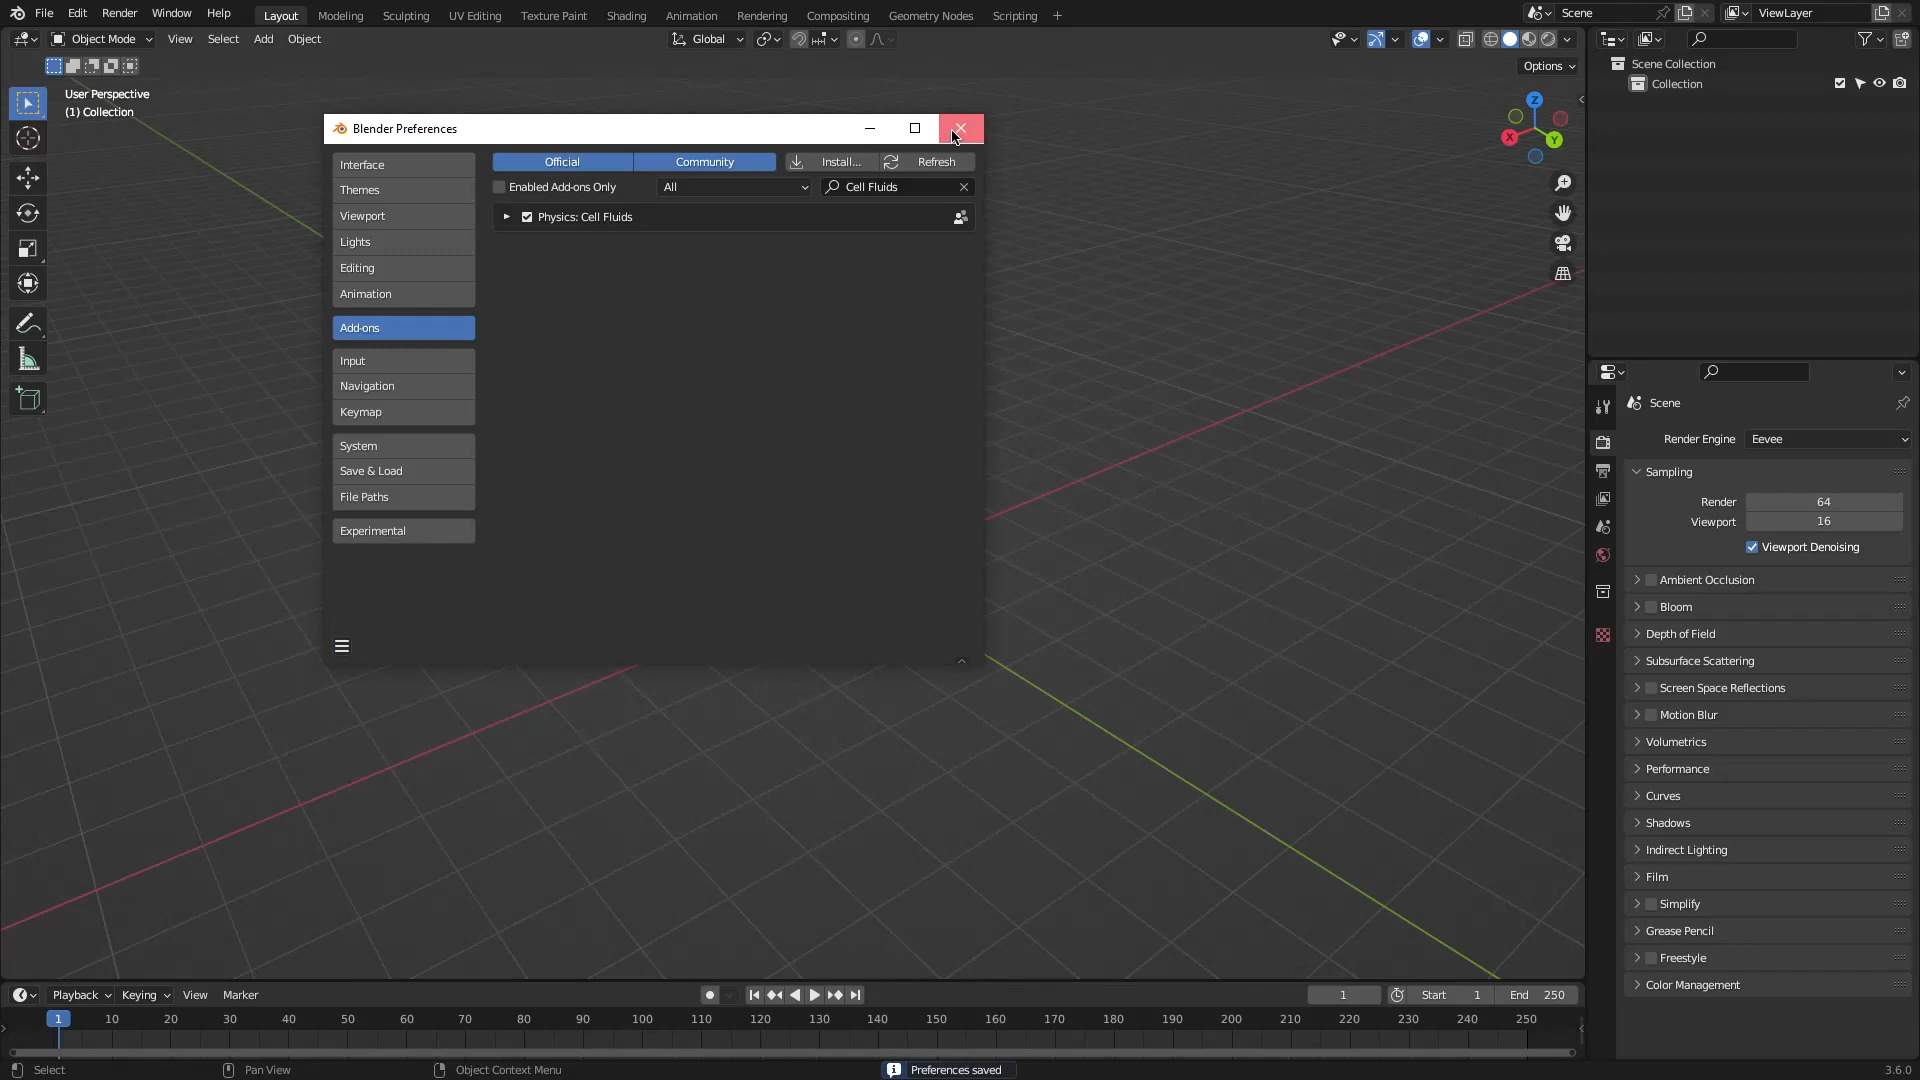 File Edit Render Window Help Layout Modeling Sculpting UV Editing Texture Paint Shading Animation Rendering Compositing Geometry Nodes Scripting + Scene ViewLayer
Object Mode View Select Add Object Global
Options
User Perspective
(1) Collection
Z
X
Y
Scene Collection
Collection
Blender Preferences
Interface
Themes
Viewport
Lights
Editing
Animation
Add-ons
Input
Navigation
Keymap
System
Save & Load
File Paths
Experimental
Official Community Install... Refresh
Enabled Add-ons Only All Cell Fluids
Physics: Cell Fluids
Scene
Render Engine Eevee
Sampling
Render 64
Viewport 16
Viewport Denoising
Ambient Occlusion
Bloom
Depth of Field
Subsurface Scattering
Screen Space Reflections
Motion Blur
Volumetrics
Performance
Curves
Shadows
Indirect Lighting
Film
Simplify
Grease Pencil
Freestyle
Color Management
Playback Keying View Marker 1 Start 1 End 250
1 10 20 30 40 50 60 70 80 90 100 110 120 130 140 150 160 170 180 190 200 210 220 230 240 250
Select Pan View Object Context Menu Preferences saved 3.6.0